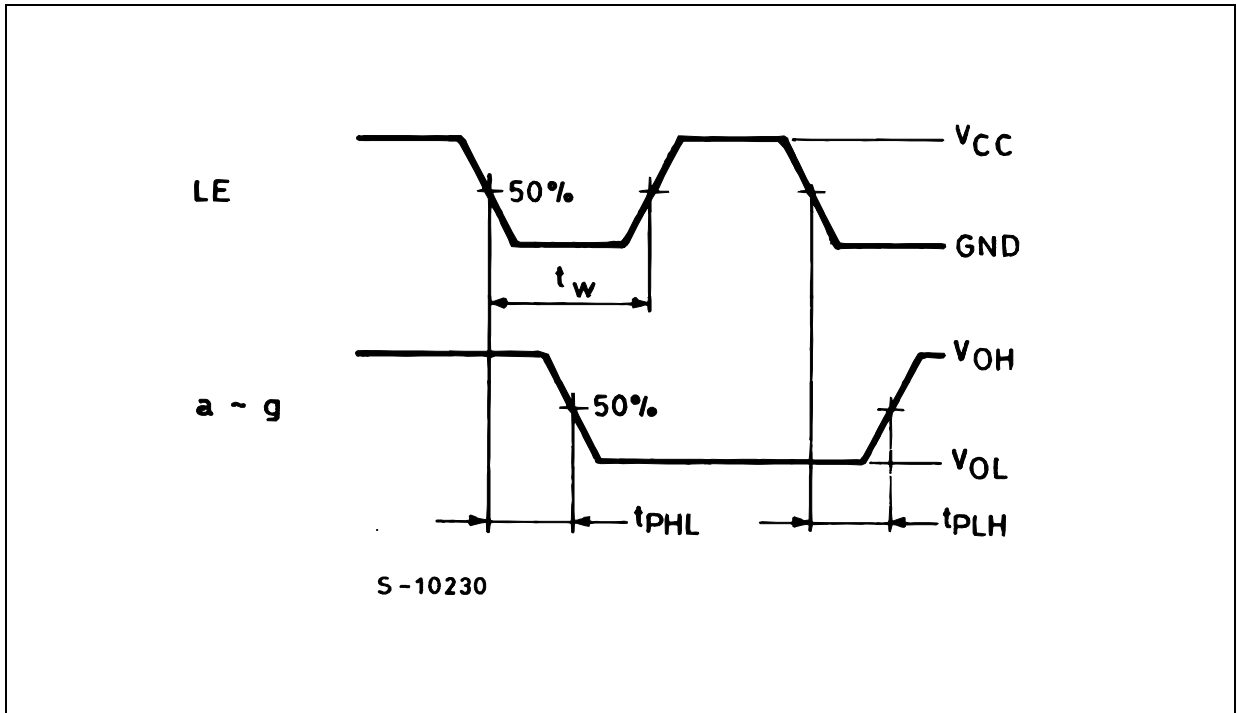 VCC
LE
50%
GND
tw
VOH
a ~ g
50%
VOL
tPHL
tPLH
S-10230